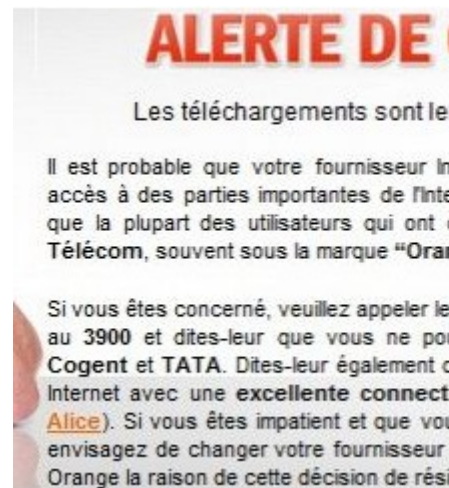 ALERTE DE
Les téléchargements sont le
Il est probable que votre fournisseur In
accès à des parties importantes de l'Inte
que la plupart des utilisateurs qui ont
Télécom, souvent sous la marque “Oran
Si vous êtes concerné, veuillez appeler le
au 3900 et dites-leur que vous ne pou
Cogent et TATA. Dites-leur également
Internet avec une excellente connect
Alice). Si vous êtes impatient et que vou
envisagez de changer votre fournisseur
Orange la raison de cette décision de rési